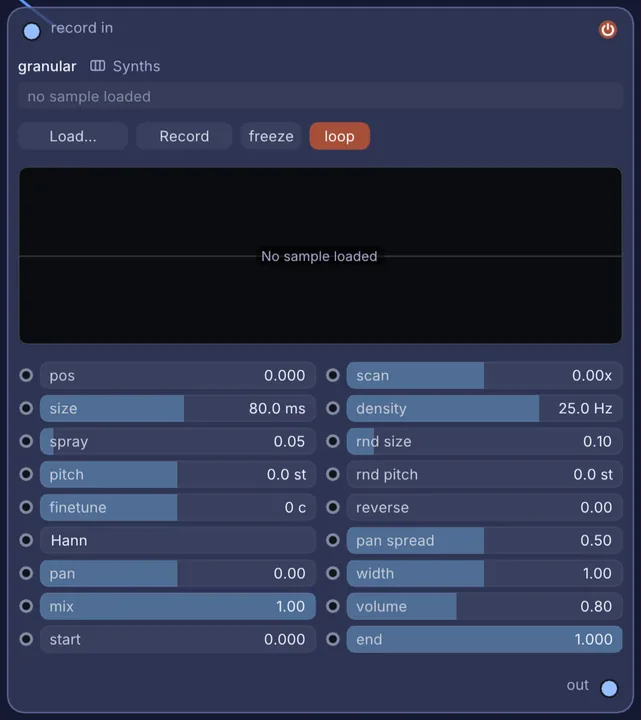 record in
granular Synths
no sample loaded
Load... Record freeze loop
No sample loaded
pos 0.000 scan 0.00x
size 80.0 ms density 25.0 Hz
spray 0.05 rnd size 0.10
pitch 0.0 st rnd pitch 0.0 st
finetune 0 c reverse 0.00
Hann pan spread 0.50
pan 0.00 width 1.00
mix 1.00 volume 0.80
start 0.000 end 1.000
out